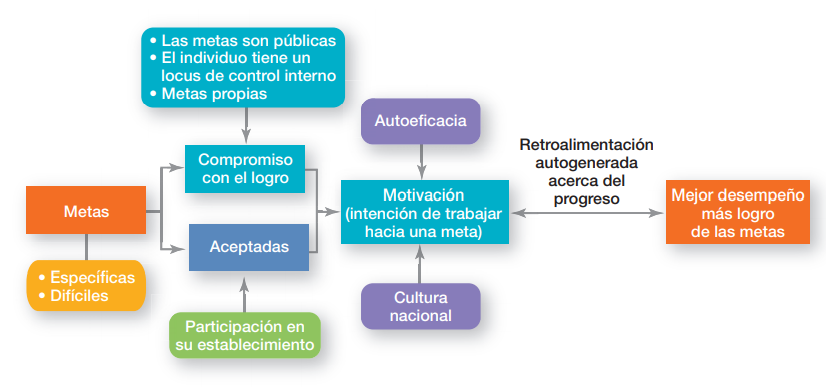 • Las metas son públicas
• El individuo tiene un
locus de control interno
• Metas propias
Autoeficacia
Compromiso
con el logro
Retroalimentación
autogenerada
acerca del
progreso
Metas
Motivación
(intención de trabajar
hacia una meta)
Mejor desempeño
más logro
de las metas
Aceptadas
• Específicas
• Difíciles
Cultura
nacional
Participación en
su establecimiento